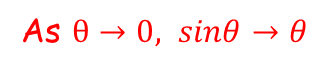 As θ → 0, sinθ → θ